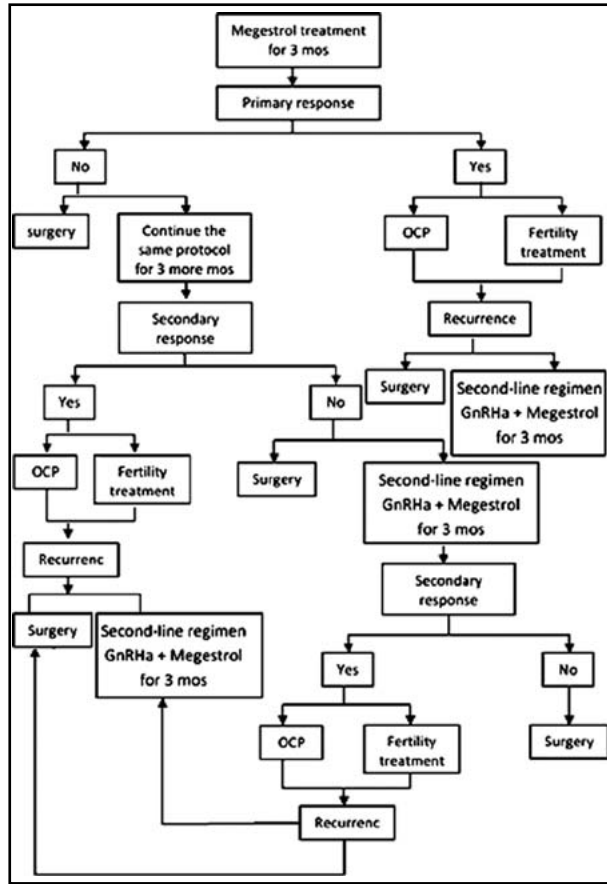 Megestrol treatment
for 3 mos
Primary response
No
Yes
surgery
Continue the
same protocol
for 3 more mos
OCP
Fertility
treatment
Secondary
response
Recurrence
Yes
No
Surgery
Second-line regimen
GnRHa + Megestrol
for 3 mos
OCP
Fertility
treatment
Surgery
Second-line regimen
GnRHa + Megestrol
for 3 mos
Recurrenc
Secondary
response
Surgery
Second-line regimen
GnRHa + Megestrol
for 3 mos
Yes
No
OCP
Fertility
treatment
Surgery
Recurrenc